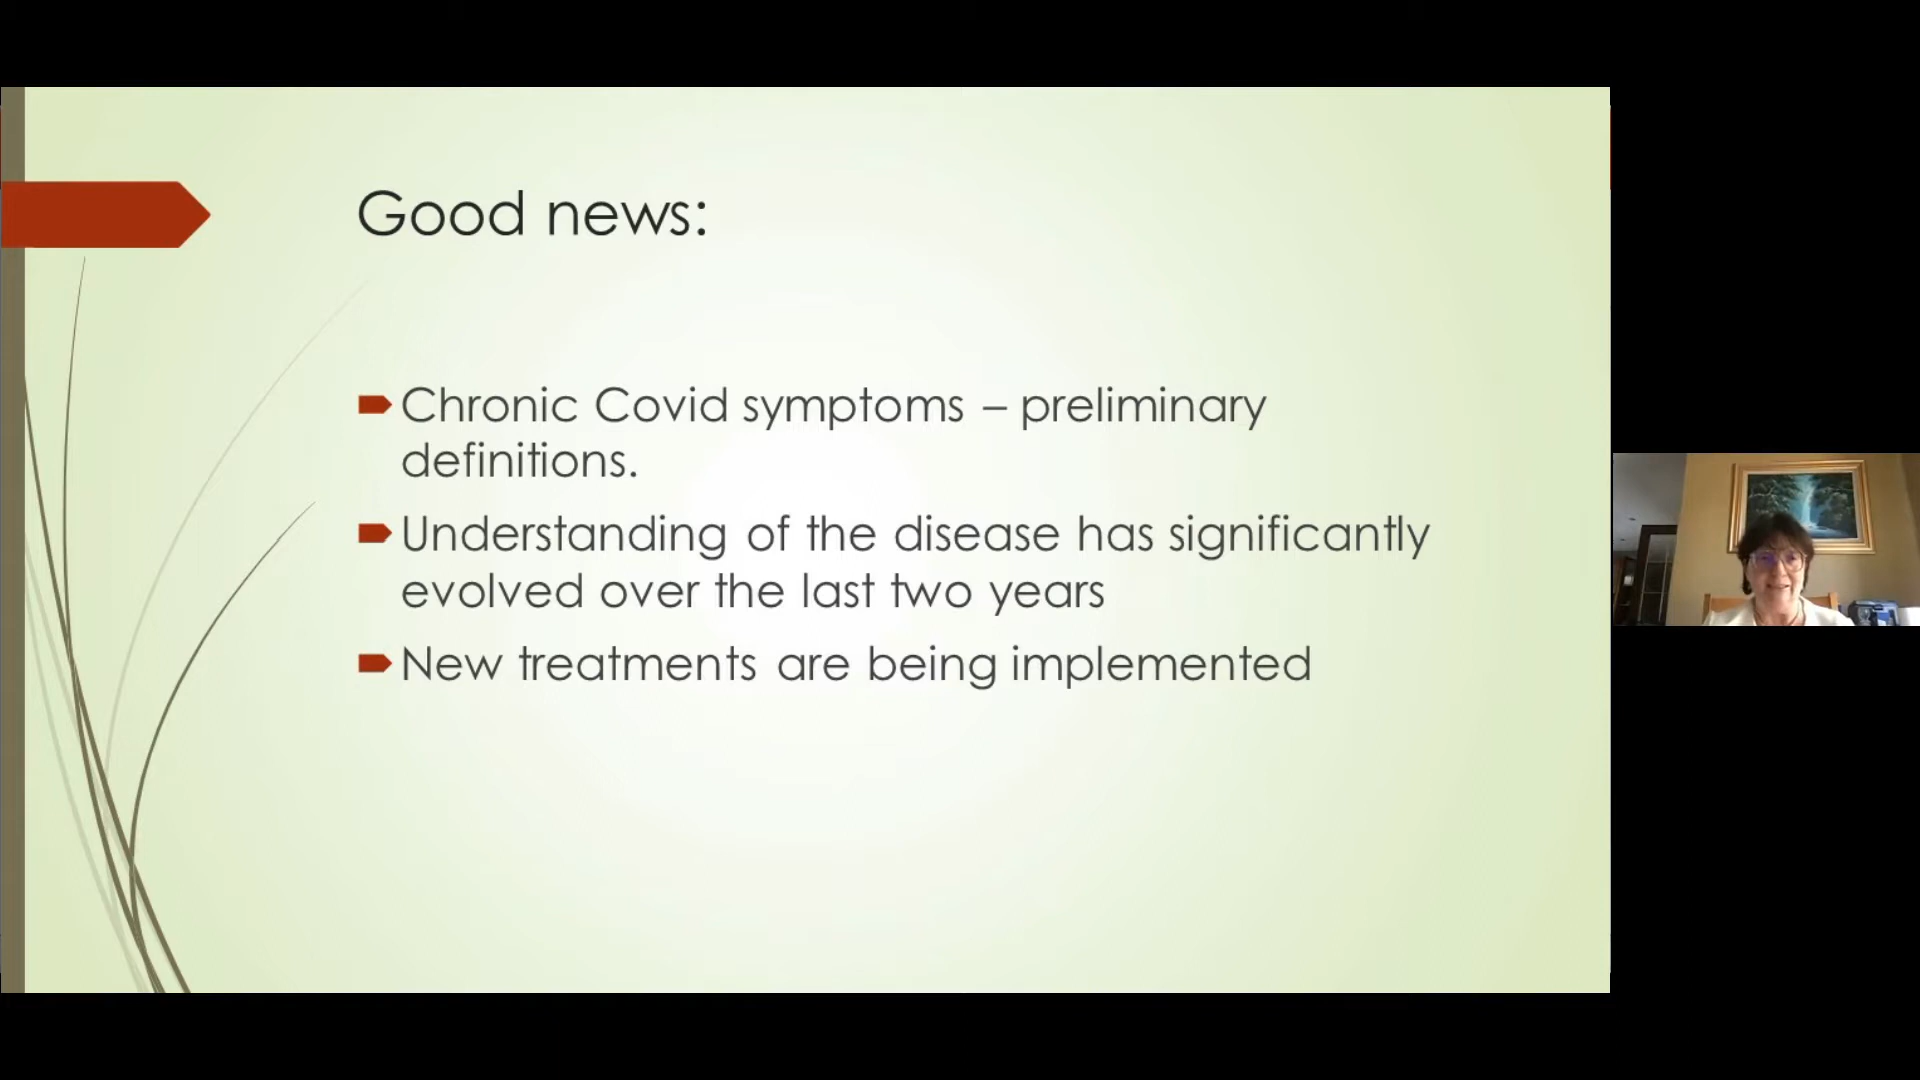 Good news:
Chronic Covid symptoms – preliminary
definitions.
Understanding of the disease has significantly
evolved over the last two years
New treatments are being implemented